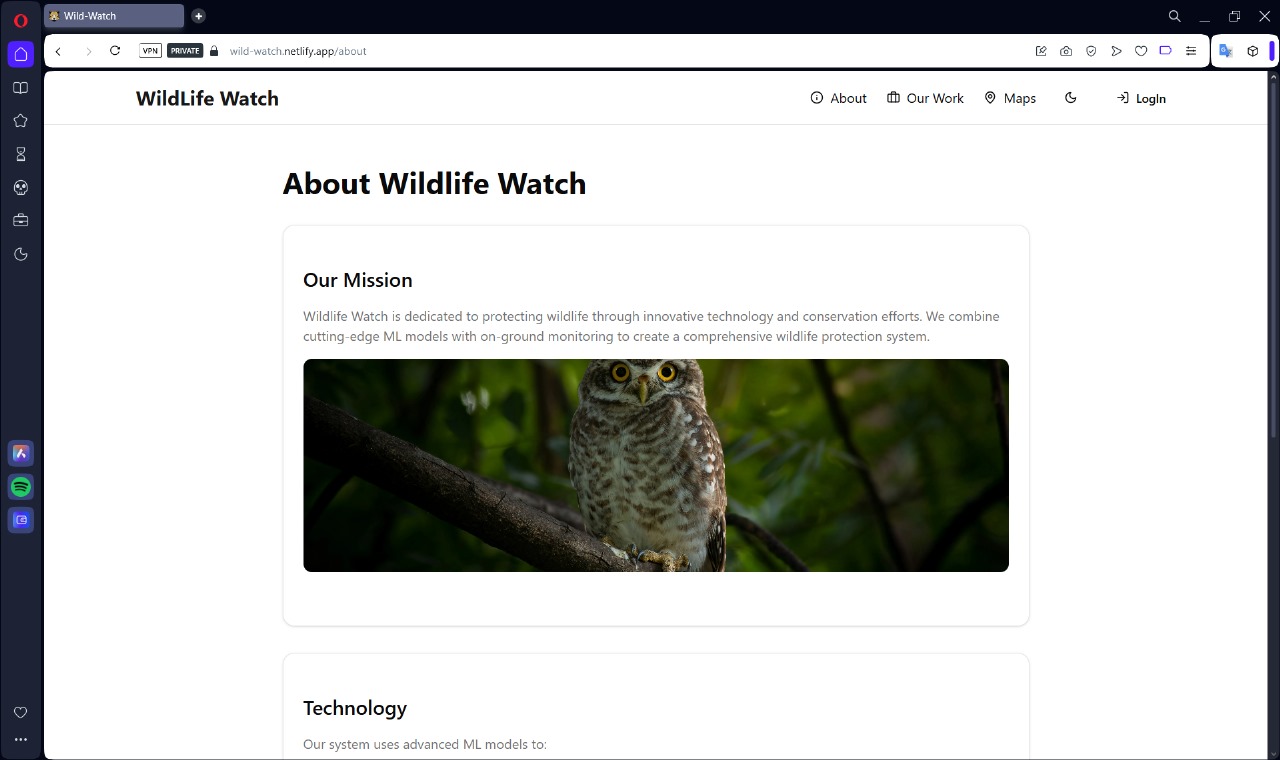 Wild-Watch
VPN
PRIVATE
wild-watch.netlify.app/about
WildLife Watch
About
Our Work
Maps
LogIn
About Wildlife Watch
Our Mission
Wildlife Watch is dedicated to protecting wildlife through innovative technology and conservation efforts. We combine
cutting-edge ML models with on-ground monitoring to create a comprehensive wildlife protection system.
Technology
Our system uses advanced ML models to: